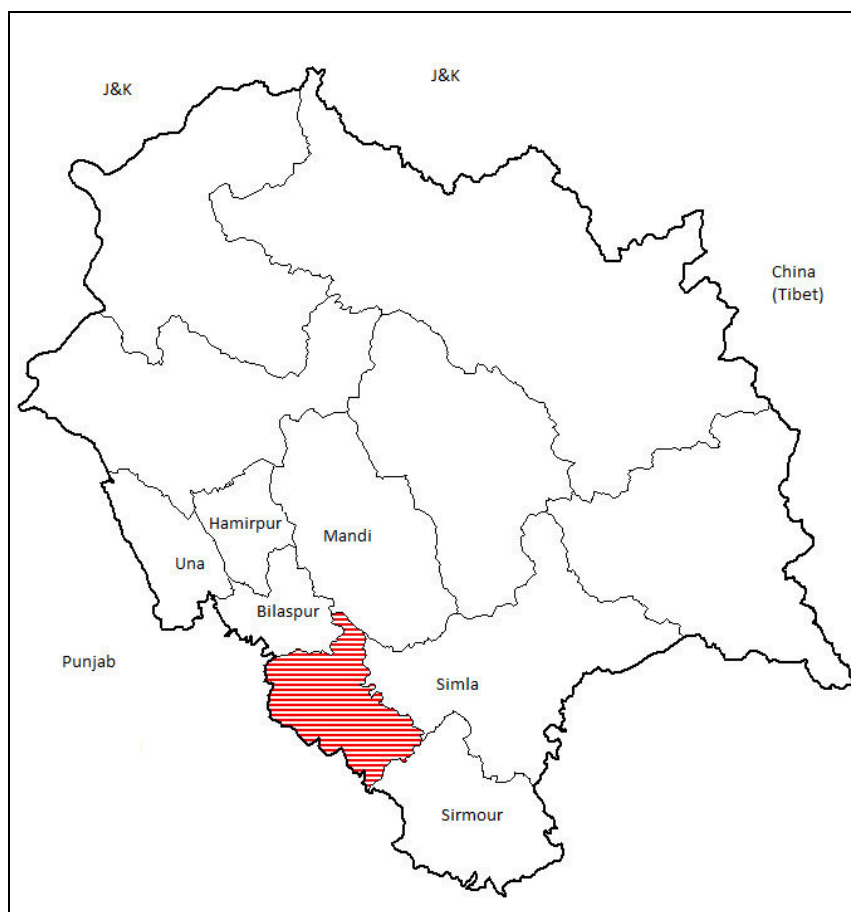 J&K
J&K
China
(Tibet)
Hamirpur
Mandi
Una
Bilaspur
Punjab
Simla
Sirmour